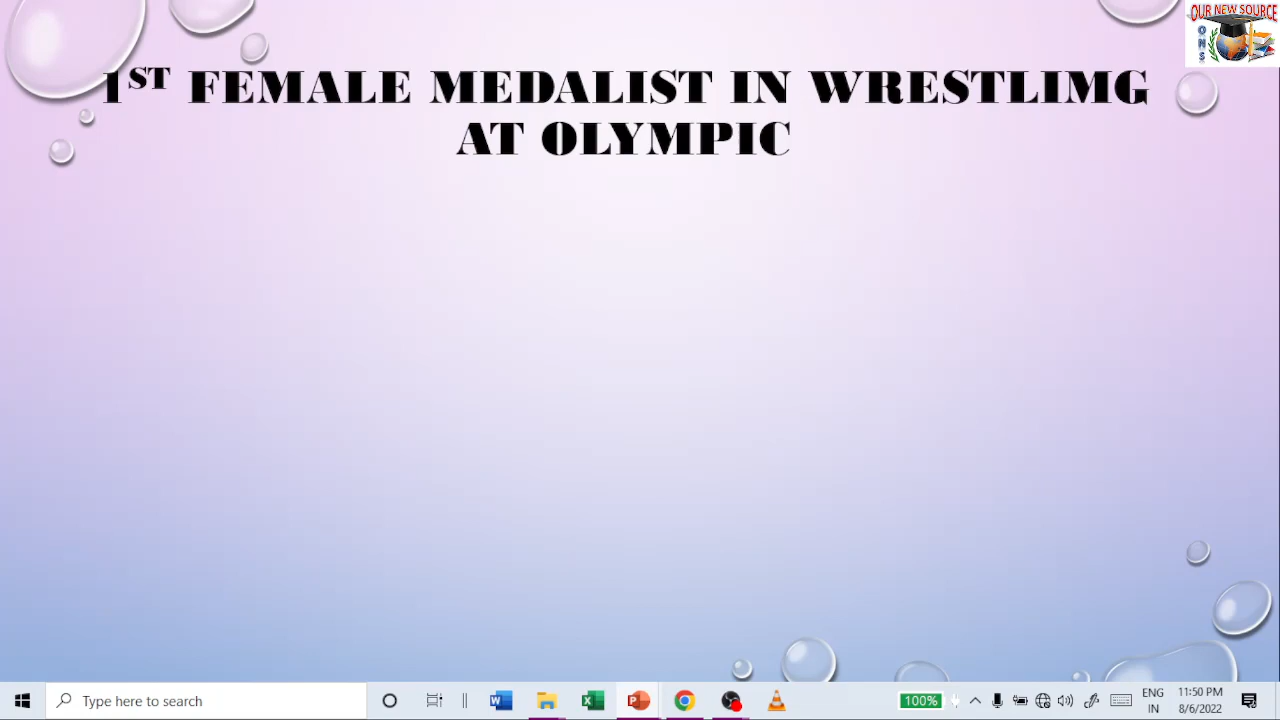 OUR NEW SOURCE
ONS
1ST FEMALE MEDALIST IN WRESTLIMG
AT OLYMPIC
Type here to search
100%
ENG
IN
11:50 PM
8/6/2022